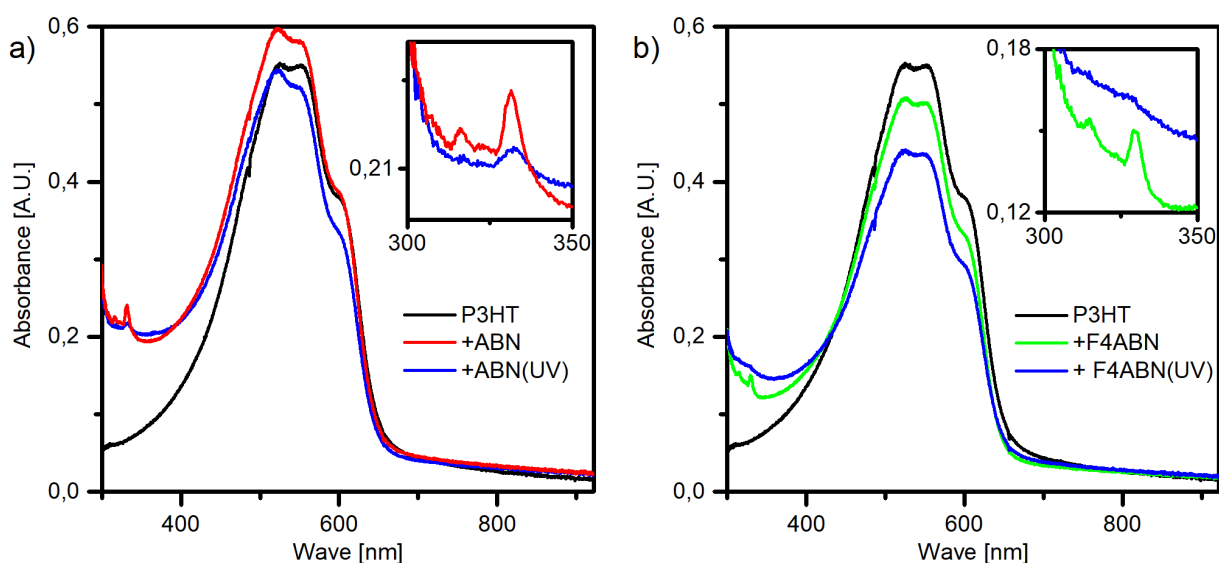 a)
0,6
0,4
0,2
0,0
Absorbance [A.U.]
400
600
800
Wave [nm]
0,21
300
350
P3HT
+ABN
+ABN(UV)
b)
0,6
0,4
0,2
0,0
Absorbance [A.U.]
400
600
800
Wave [nm]
0,18
0,12
300
350
P3HT
+F4ABN
+ F4ABN(UV)